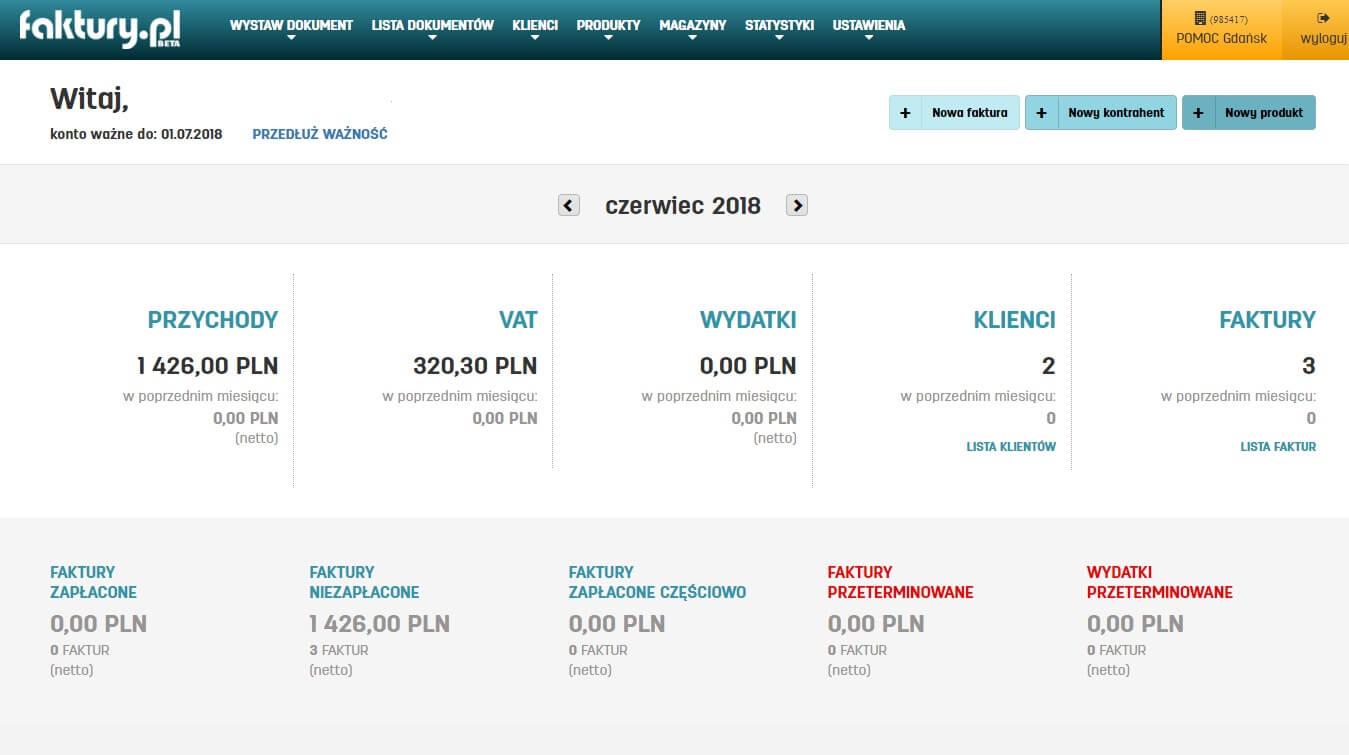 faktury.pl
BETA
WYSTAW DOKUMENT LISTA DOKUMENTÓW KLIENCI PRODUKTY MAGAZYNY STATYSTYKI USTAWIENIA
(985417)
POMOC Gdańsk
wyloguj
Witaj,
konto ważne do: 01.07.2018 PRZEDŁUŻ WAŻNOŚĆ
+ Nowa faktura + Nowy kontrahent + Nowy produkt
czerwiec 2018
PRZYCHODY
1 426,00 PLN
w poprzednim miesiącu:
0,00 PLN
(netto)
VAT
320,30 PLN
w poprzednim miesiącu:
0,00 PLN
WYDATKI
0,00 PLN
w poprzednim miesiącu:
0,00 PLN
(netto)
KLIENCI
2
w poprzednim miesiącu:
0
LISTA KLIENTÓW
FAKTURY
3
w poprzednim miesiącu:
0
LISTA FAKTUR
FAKTURY
ZAPŁACONE
0,00 PLN
0 FAKTUR
(netto)
FAKTURY
NIEZAPŁACONE
1 426,00 PLN
3 FAKTUR
(netto)
FAKTURY
ZAPŁACONE CZĘŚCIOWO
0,00 PLN
0 FAKTUR
(netto)
FAKTURY
PRZETERMINOWANE
0,00 PLN
0 FAKTUR
(netto)
WYDATKI
PRZETERMINOWANE
0,00 PLN
0 FAKTUR
(netto)